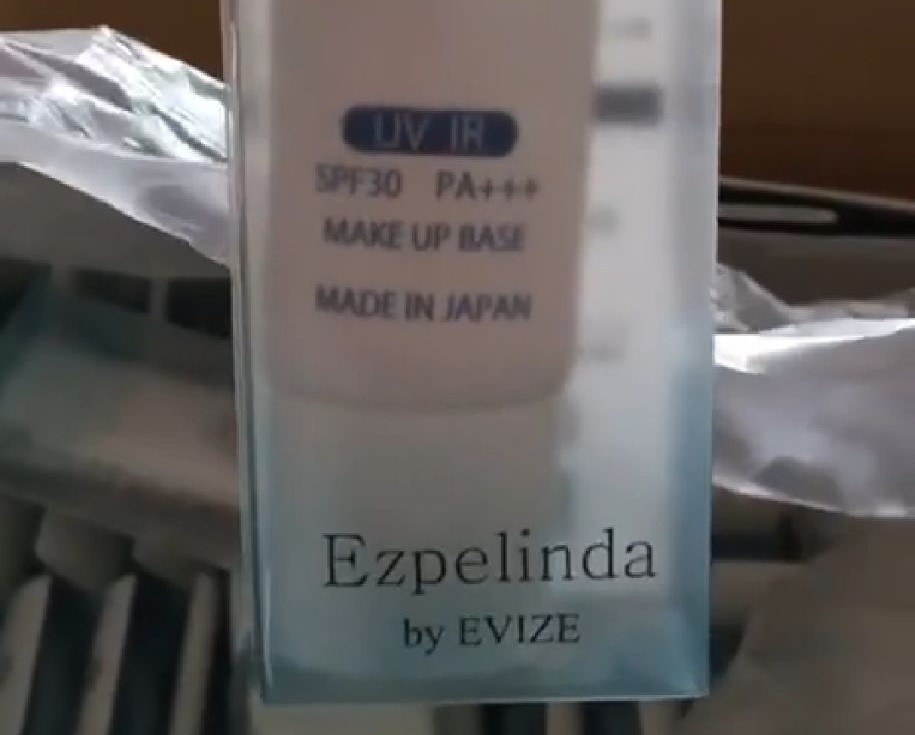 UV IR
SPF30 PA+++
MAKE UP BASE
MADE IN JAPAN
Ezpelinda
by EVIZE